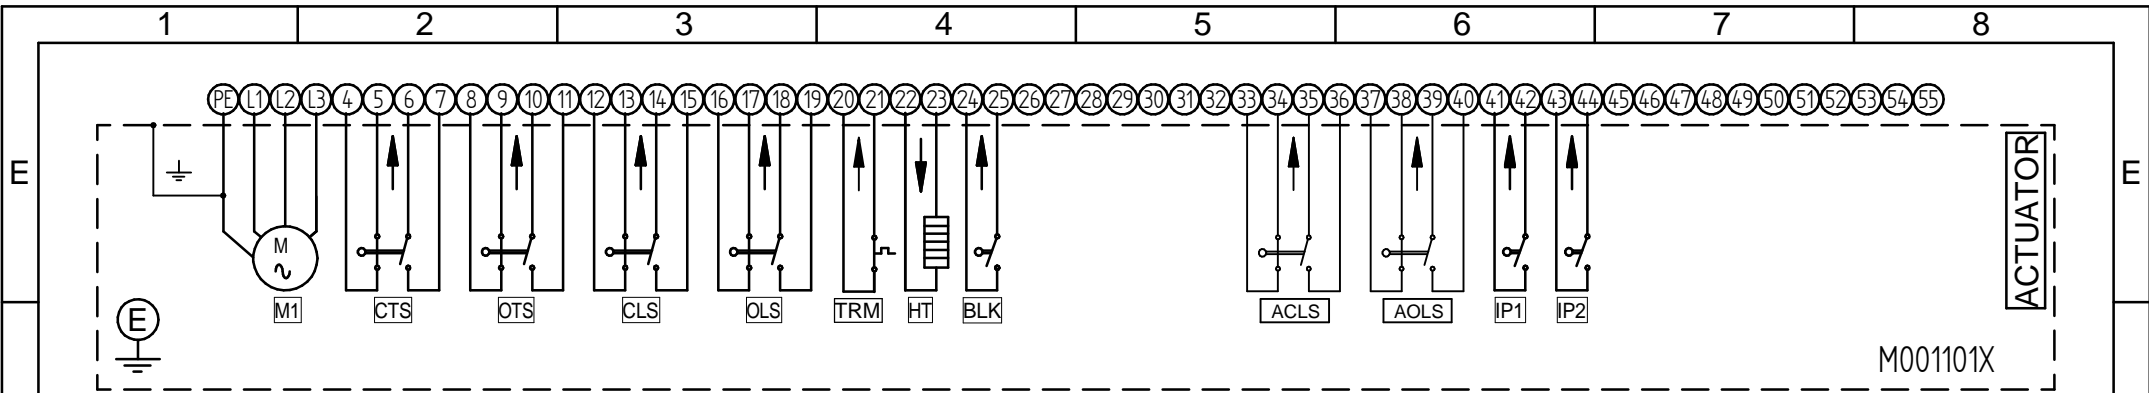 1 2 3 4 5 6 7 8
PE L1 L2 L3 4 5 6 7 8 9 10 11 12 13 14 15 16 17 18 19 20 21 22 23 24 25 26 27 28 29 30 31 32 33 34 35 36 37 38 39 40 41 42 43 44 45 46 47 48 49 50 51 52 53 54 55
E E
ACTUATOR
M
M1 CTS OTS CLS OLS TRM HT BLK ACLS AOLS IP1 IP2
E
M001101X